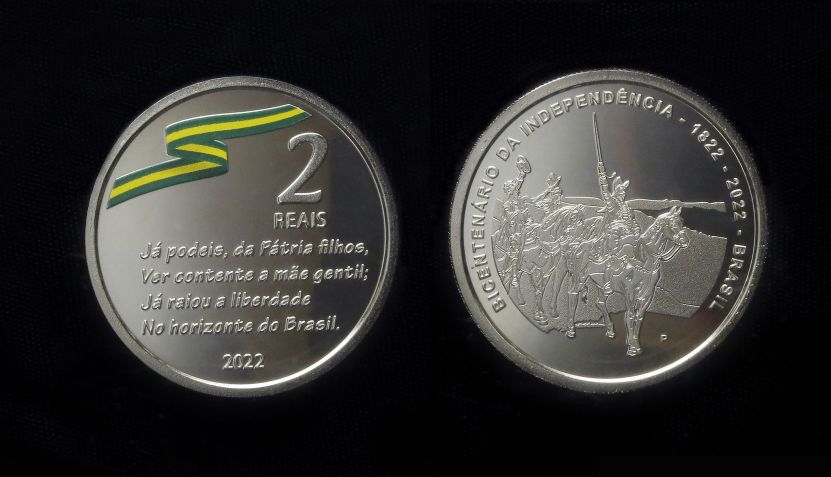 2
REAIS
Já podeis, da Pátria filhos,
Ver contente a mãe gentil;
Já raiou a liberdade
No horizonte do Brasil.
2022
BICENTENÁRIO DA INDEPENDÊNCIA - 1822 - 2022 - BRASIL
P